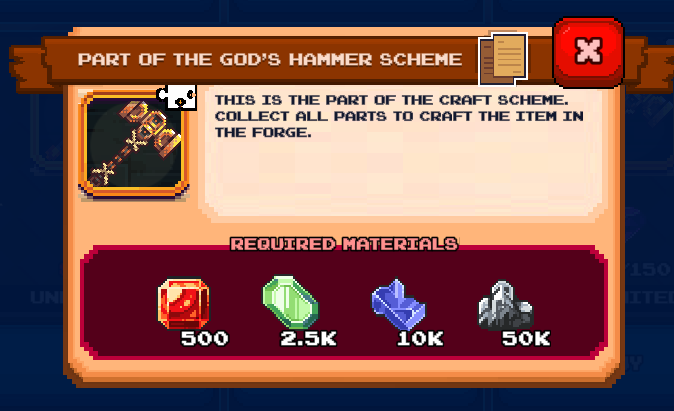 PART OF THE GOD'S HAMMER SCHEME
THIS IS THE PART OF THE CRAFT SCHEME.
COLLECT ALL PARTS TO CRAFT THE ITEM IN
THE FORGE.
REQUIRED MATERIALS
500
2.5K
10K
50K